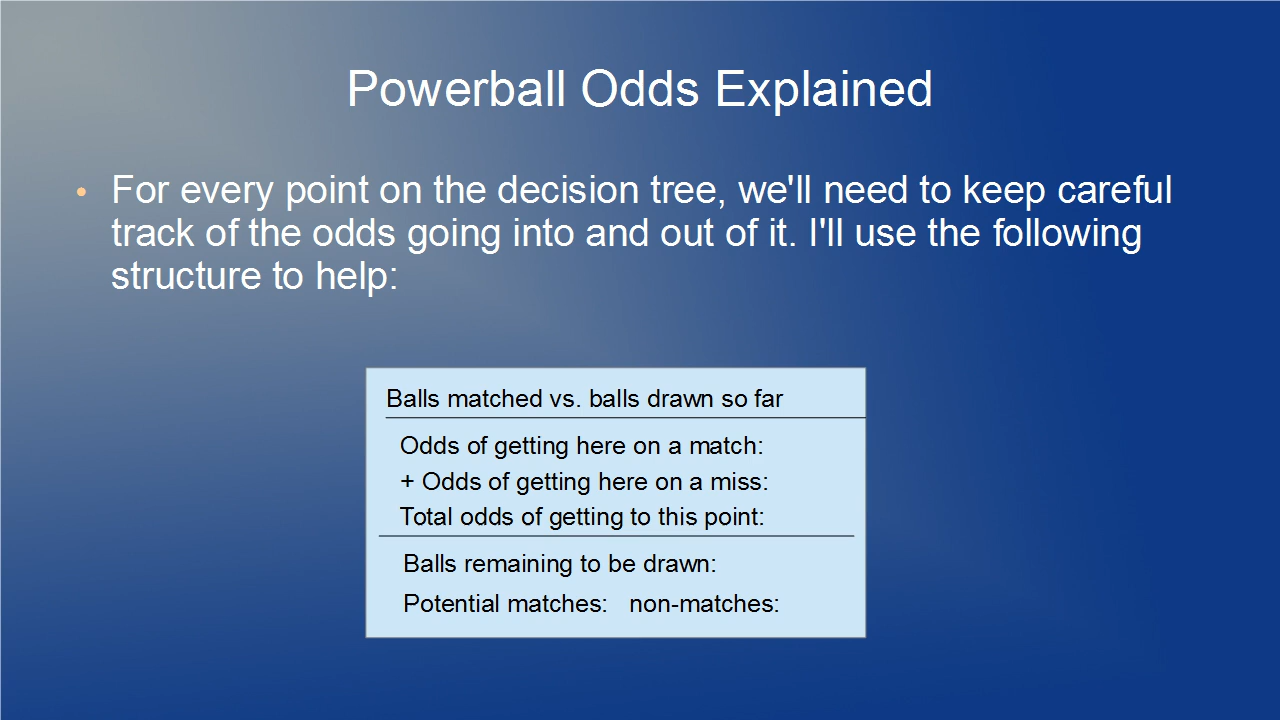 Powerball Odds Explained
• For every point on the decision tree, we'll need to keep careful
track of the odds going into and out of it. I'll use the following
structure to help:
Balls matched vs. balls drawn so far
Odds of getting here on a match:
+ Odds of getting here on a miss:
Total odds of getting to this point:
Balls remaining to be drawn:
Potential matches: non-matches: